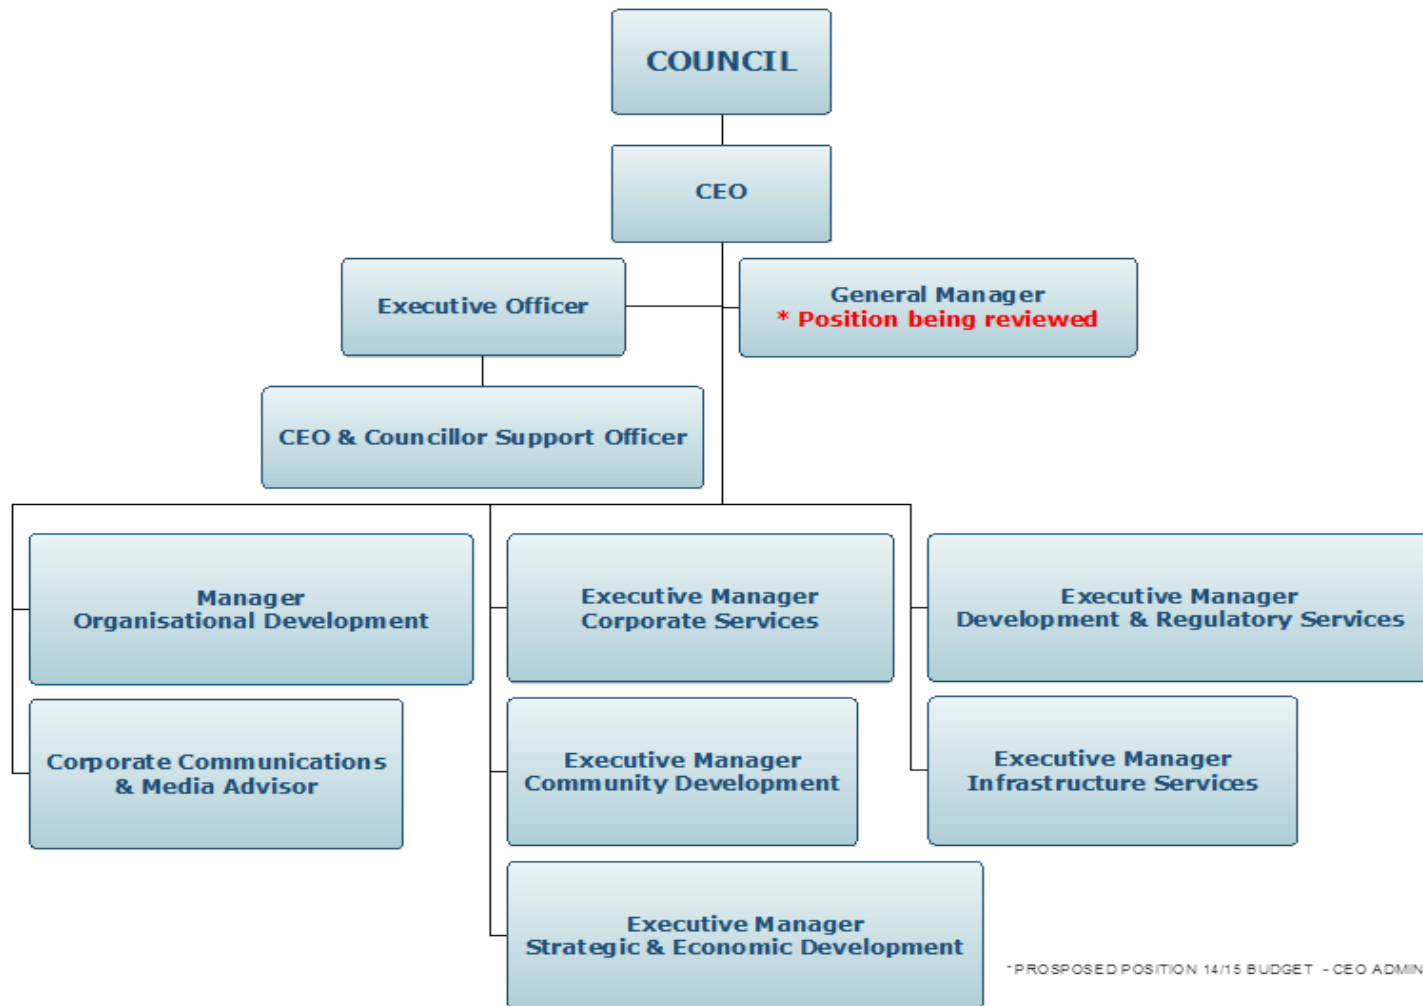 COUNCIL
CEO
Executive Officer
General Manager
* Position being reviewed
CEO & Councillor Support Officer
Manager
Organisational Development
Executive Manager
Corporate Services
Executive Manager
Development & Regulatory Services
Corporate Communications
& Media Advisor
Executive Manager
Community Development
Executive Manager
Infrastructure Services
Executive Manager
Strategic & Economic Development
*PROSPOSED POSITION 14/15 BUDGET - CEO ADMIN